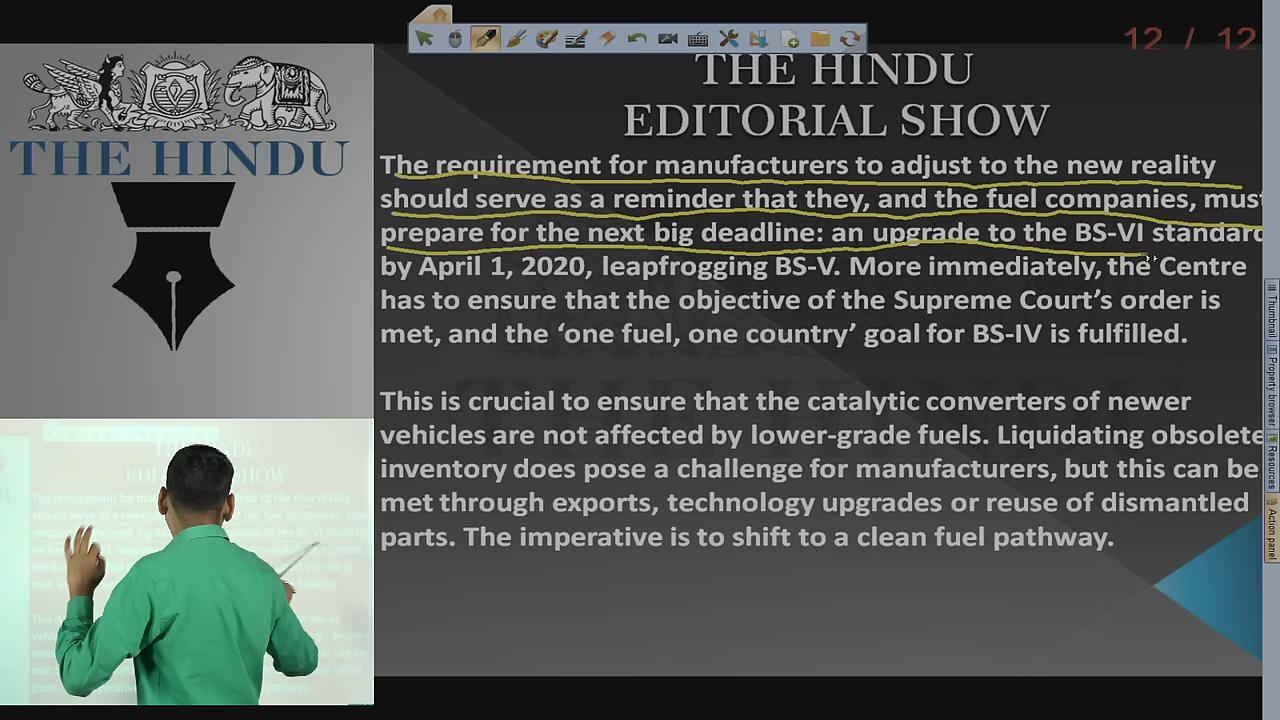 12 / 12
THE HINDU
EDITORIAL SHOW
THE HINDU
The requirement for manufacturers to adjust to the new reality
should serve as a reminder that they, and the fuel companies, must
prepare for the next big deadline: an upgrade to the BS-VI standard
by April 1, 2020, leapfrogging BS-V. More immediately, the Centre
has to ensure that the objective of the Supreme Court's order is
met, and the ‘one fuel, one country’ goal for BS-IV is fulfilled.
This is crucial to ensure that the catalytic converters of newer
vehicles are not affected by lower-grade fuels. Liquidating obsolete
inventory does pose a challenge for manufacturers, but this can be
met through exports, technology upgrades or reuse of dismantled
parts. The imperative is to shift to a clean fuel pathway.
Thumbnail
Property browser
Resources
Action panel